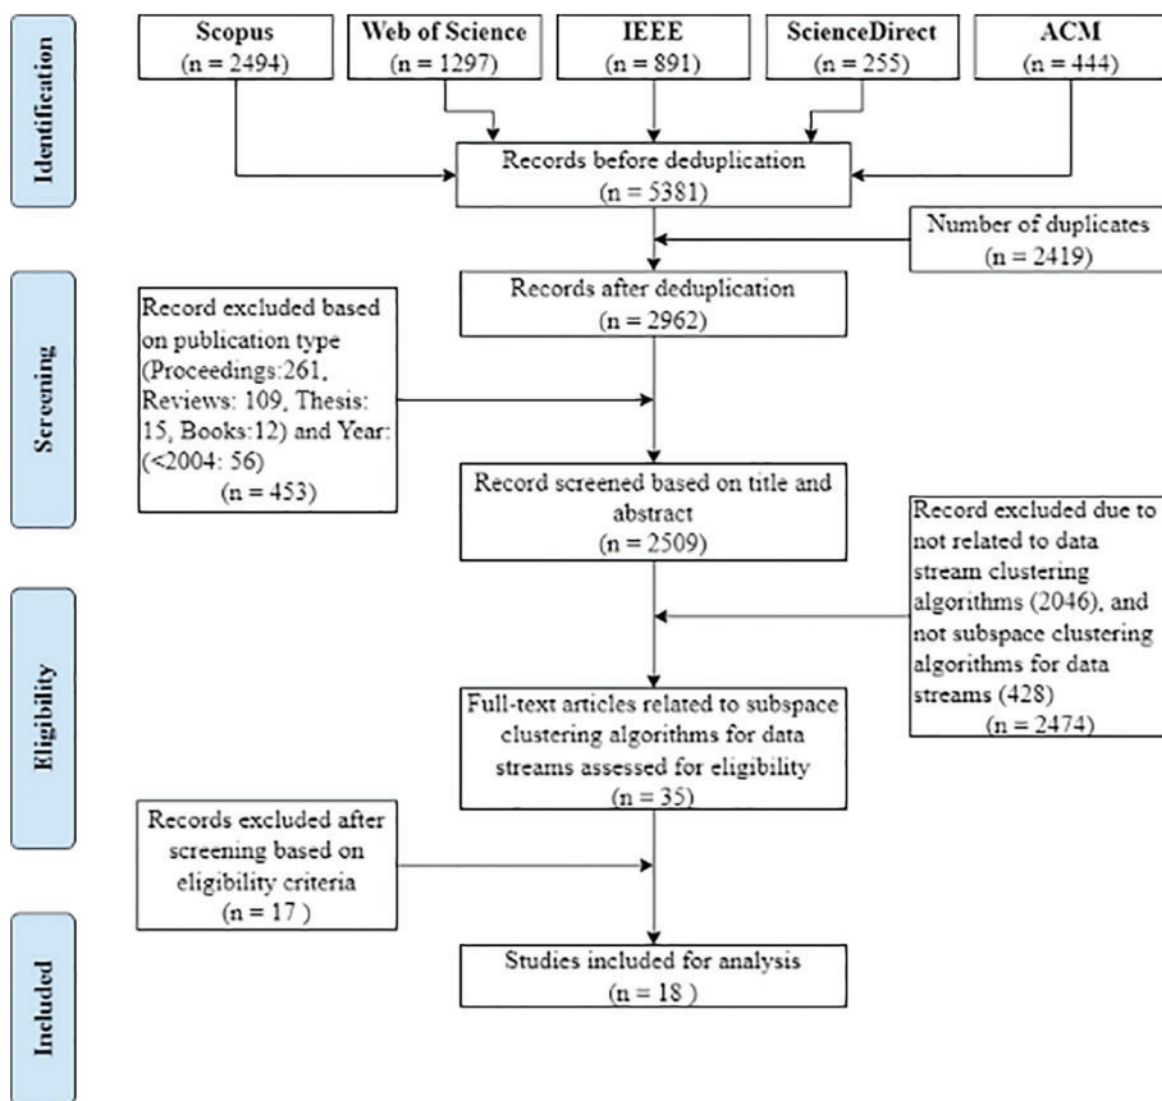 Identification
Scopus
(n = 2494)
Web of Science
(n = 1297)
IEEE
(n = 891)
ScienceDirect
(n = 255)
ACM
(n = 444)
Records before deduplication
(n = 5381)
Number of duplicates
(n = 2419)
Screening
Records after deduplication
(n = 2962)
Record excluded based
on publication type
(Proceedings:261,
Reviews: 109, Thesis:
15, Books:12) and Year:
(<2004: 56)
(n = 453)
Record screened based on title and
abstract
(n = 2509)
Record excluded due to
not related to data
stream clustering
algorithms (2046), and
not subspace clustering
algorithms for data
streams (428)
(n = 2474)
Eligibility
Full-text articles related to subspace
clustering algorithms for data
streams assessed for eligibility
(n = 35)
Records excluded after
screening based on
eligibility criteria
(n = 17 )
Included
Studies included for analysis
(n = 18 )